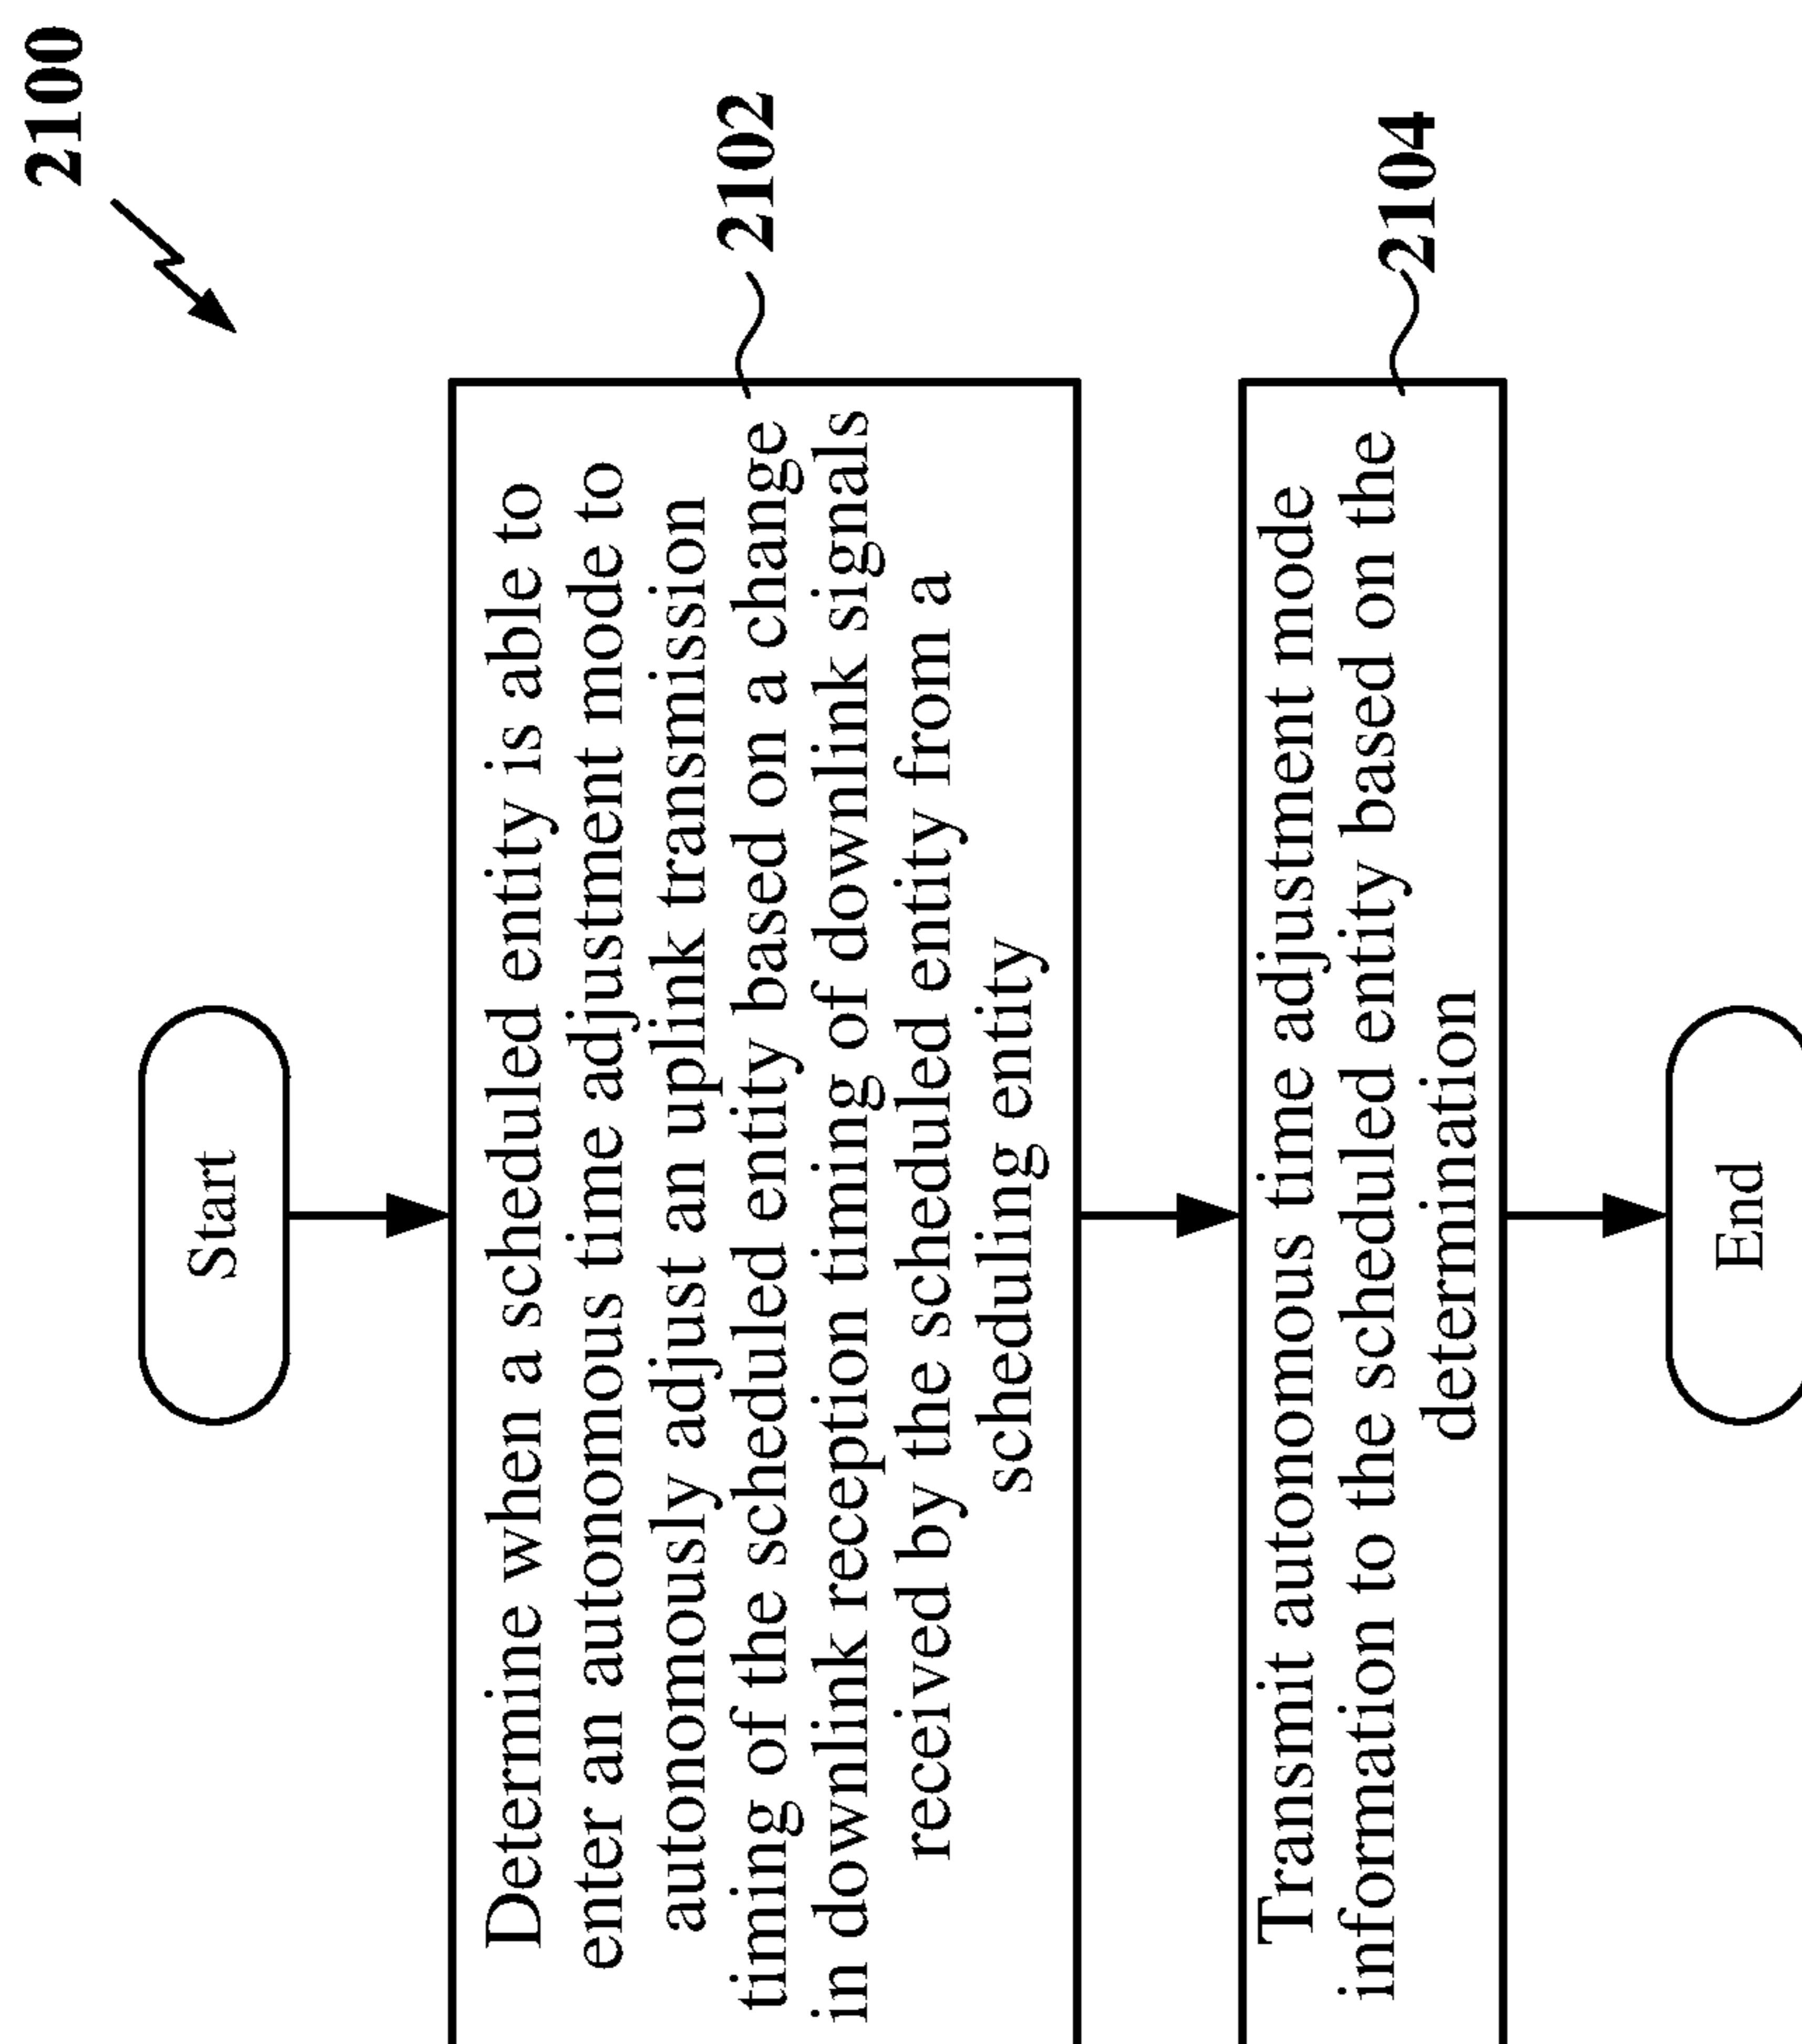 2100
Start
Determine when a scheduled entity is able to
enter an autonomous time adjustment mode to
autonomously adjust an uplink transmission
timing of the scheduled entity based on a change
in downlink reception timing of downlink signals
received by the scheduled entity from a
scheduling entity
2102
Transmit autonomous time adjustment mode
information to the scheduled entity based on the
determination
2104
End